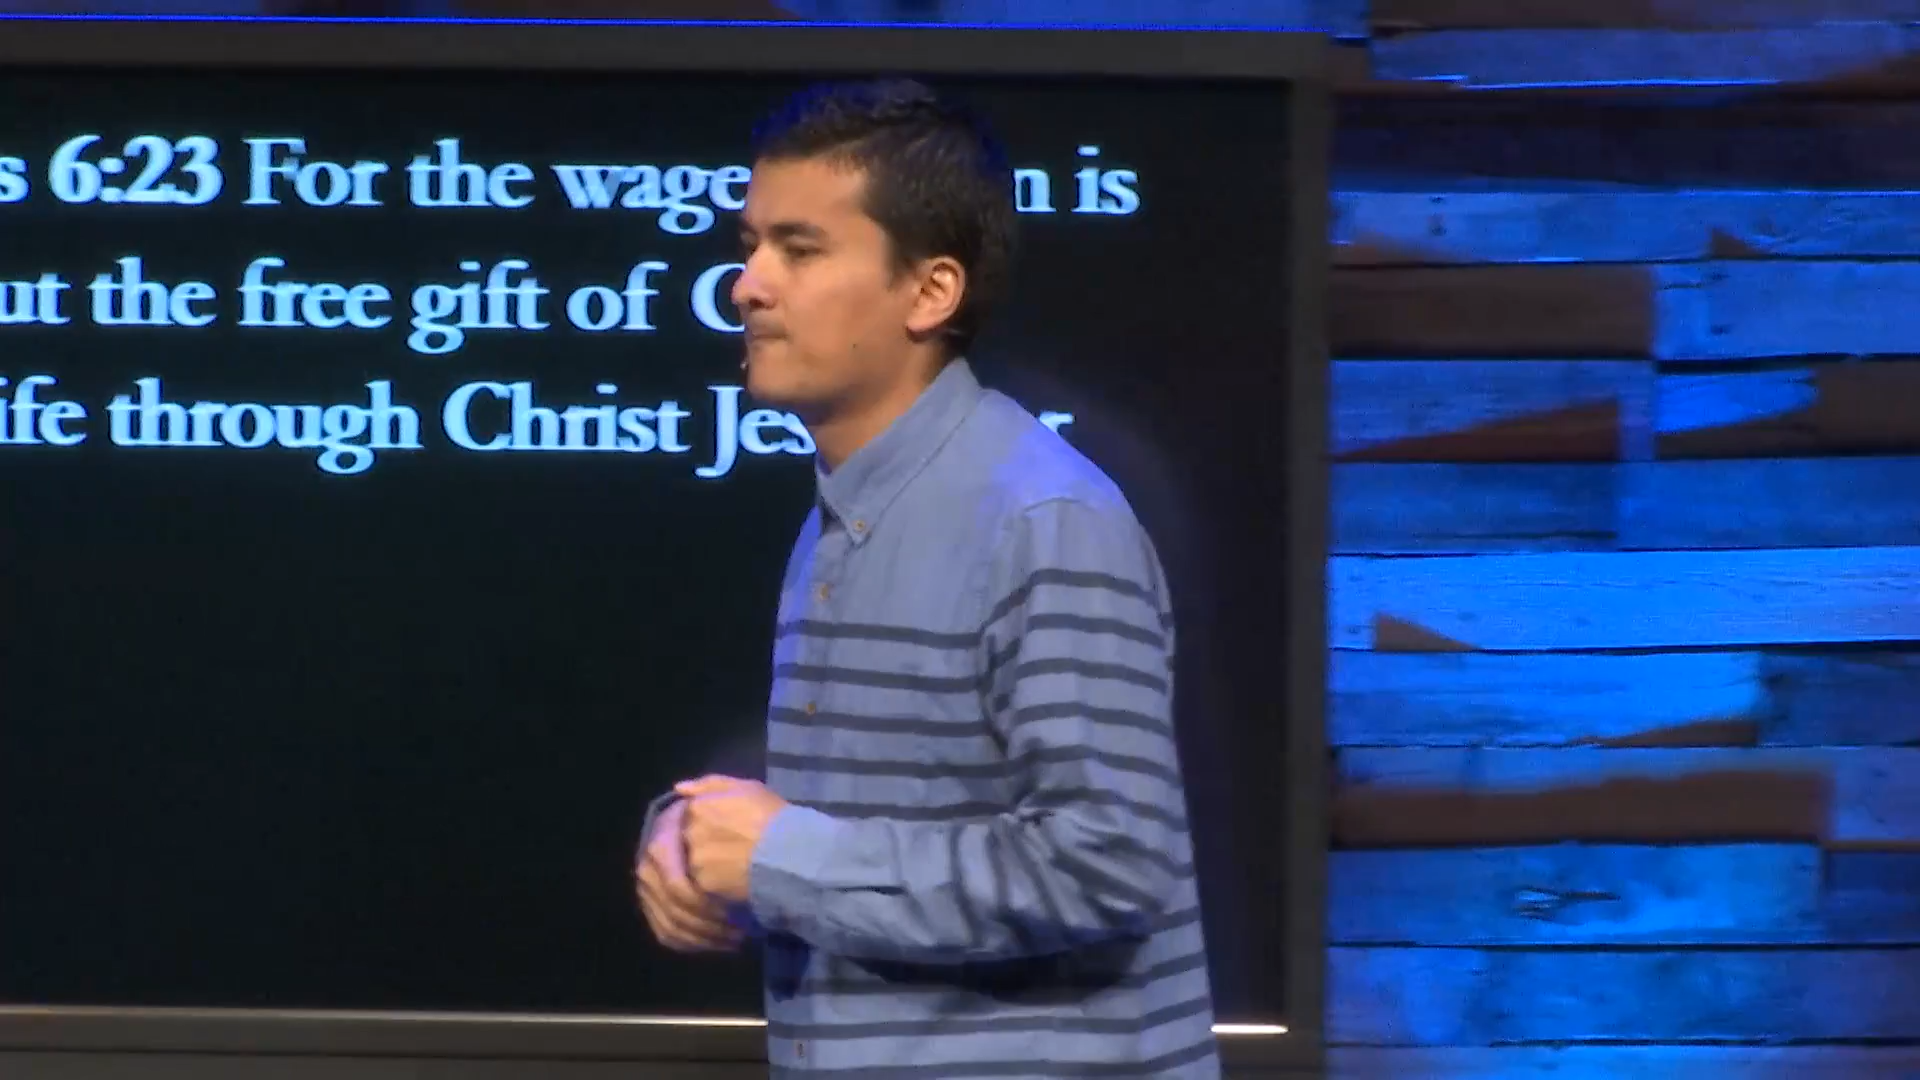 s 6:23 For the wage n is
ut the free gift of
ife through Christ Jes r